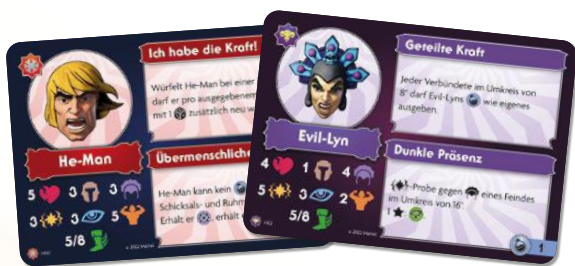 Ich habe die Kraft!
Würfelt He-Man bei einer
darf er pro ausgegebenem
mit 1 zusätzlich neu w
He-Man
Übermenschliche
He-Man kann kein
Schicksals- und Ruhm
Erhält er , erhält e
5 3 3
3 3 5
5/8
Geteilte Kraft
Jeder Verbündete im Umkreis von
8" darf Evil-Lyns wie eigenes
ausgeben.
Evil-Lyn
Dunkle Präsenz
-Probe gegen eines Feindes
im Umkreis von 16"
1
4 1 4
5 3 2
5/8
1